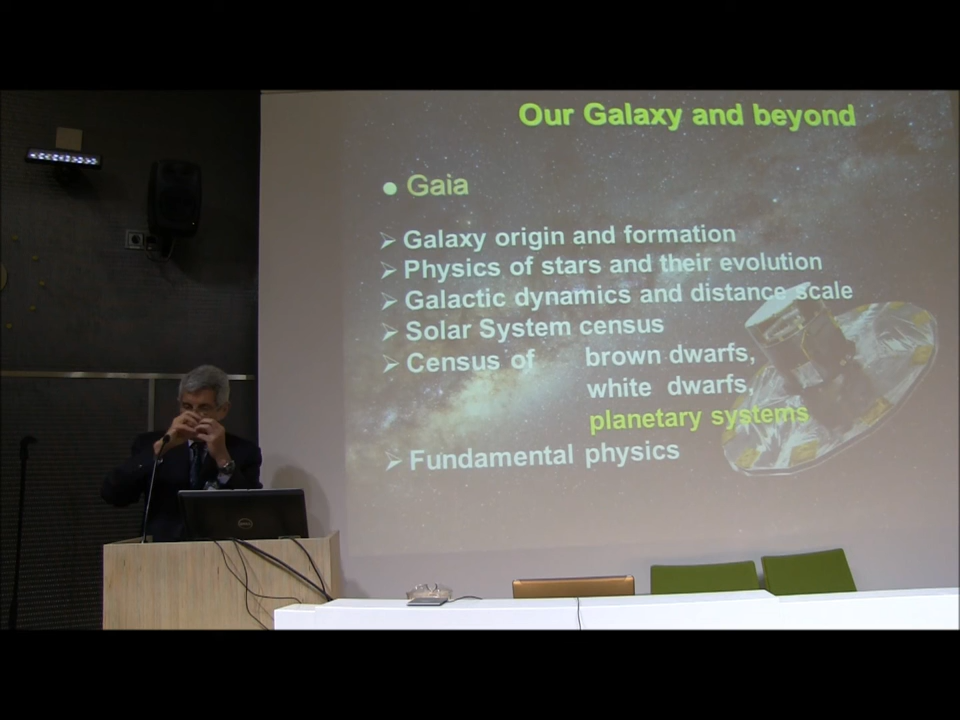 Our Galaxy and beyond
● Gaia
➢ Galaxy origin and formation
➢ Physics of stars and their evolution
➢ Galactic dynamics and distance scale
➢ Solar System census
➢ Census of brown dwarfs,
white dwarfs,
planetary systems
➢ Fundamental physics
DELL